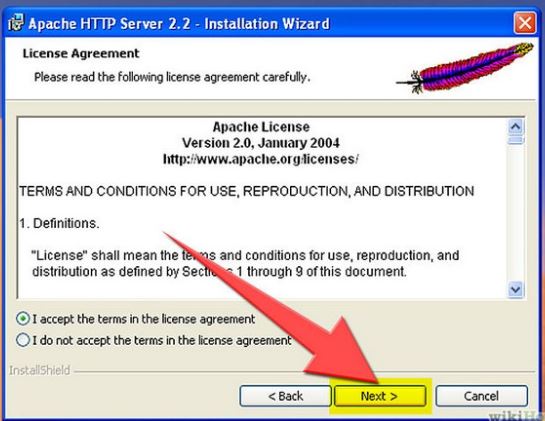 Apache HTTP Server 2.2 - Installation Wizard
License Agreement
Please read the following license agreement carefully.
Apache License
Version 2.0, January 2004
http://www.apache.org/licenses/
TERMS AND CONDITIONS FOR USE, REPRODUCTION, AND DISTRIBUTION
1. Definitions.
"License" shall mean the terms and conditions for use, reproduction, and
distribution as defined by Sections 1 through 9 of this document.
I accept the terms in the license agreement
I do not accept the terms in the license agreement
InstallShield
< Back Next > Cancel